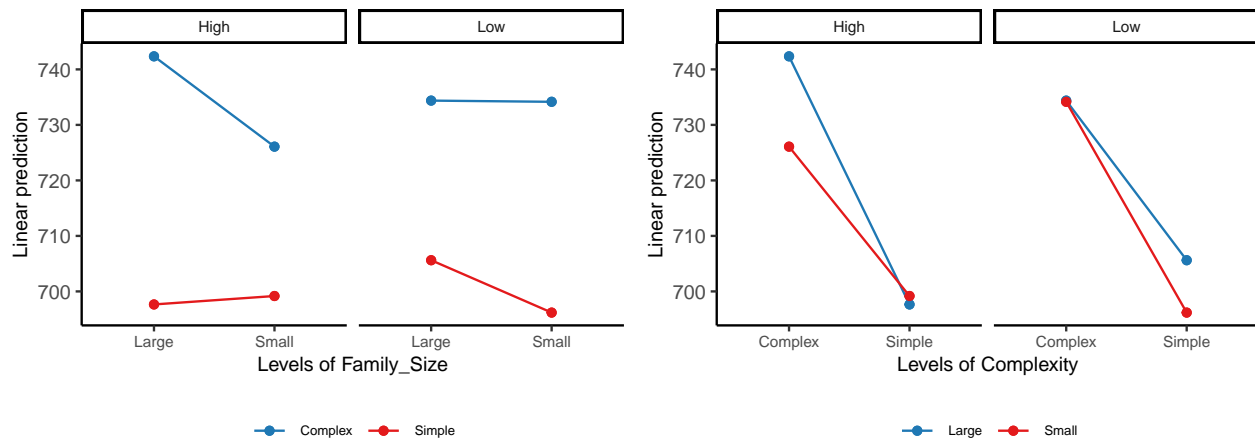 High Low
740
730
720
710
700
Linear prediction
Large Small Large Small
Levels of Family_Size
Complex Simple
High Low
740
730
720
710
700
Linear prediction
Complex Simple Complex Simple
Levels of Complexity
Large Small